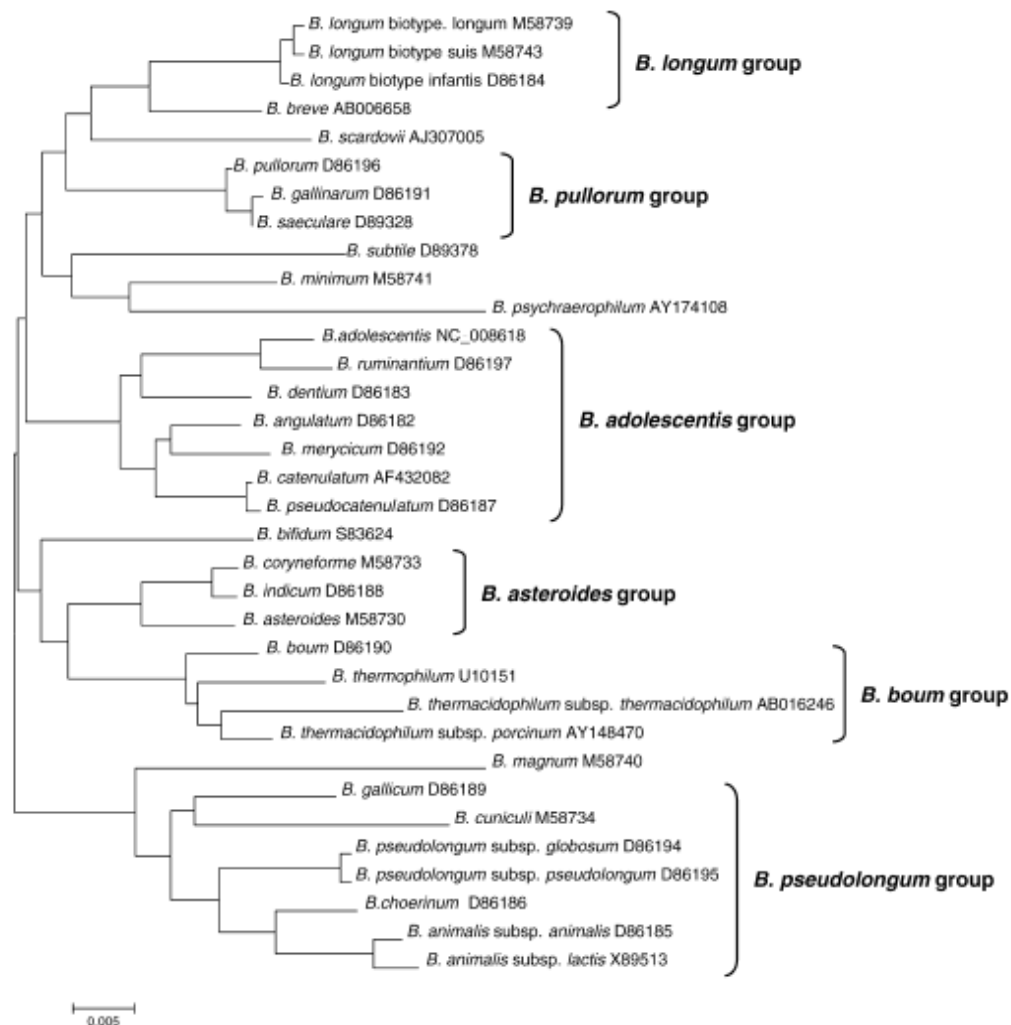 B. longum biotype. longum M58739
B. longum biotype suis M58743
B. longum group
B. longum biotype infantis D86184
B. breve AB006658
B. scardovii AJ307005
B. pullorum D86196
B. gallinarum D86191
B. pullorum group
B. saeculare D89328
B. subtile D89378
B. minimum M58741
B. psychraerophilum AY174108
B.adolescentis NC_008618
B. ruminantium D86197
B. dentium D86183
B. angulatum D86182
B. adolescentis group
B. merycicum D86192
B. catenulatum AF432082
B. pseudocatenulatum D86187
B. bifidum S83624
B. coryneforme M58733
B. indicum D86188
B. asteroides group
B. asteroides M58730
B. boum D86190
B. thermophilum U10151
B. boum group
B. thermacidophilum subsp. thermacidophilum AB016246
B. thermacidophilum subsp. porcinum AY148470
B. magnum M58740
B. gallicum D86189
B. cuniculi M58734
B. pseudolongum subsp. globosum D86194
B. pseudolongum subsp. pseudolongum D86195
B. pseudolongum group
B.choerinum D86186
B. animalis subsp. animalis D86185
B. animalis subsp. lactis X89513
0.005